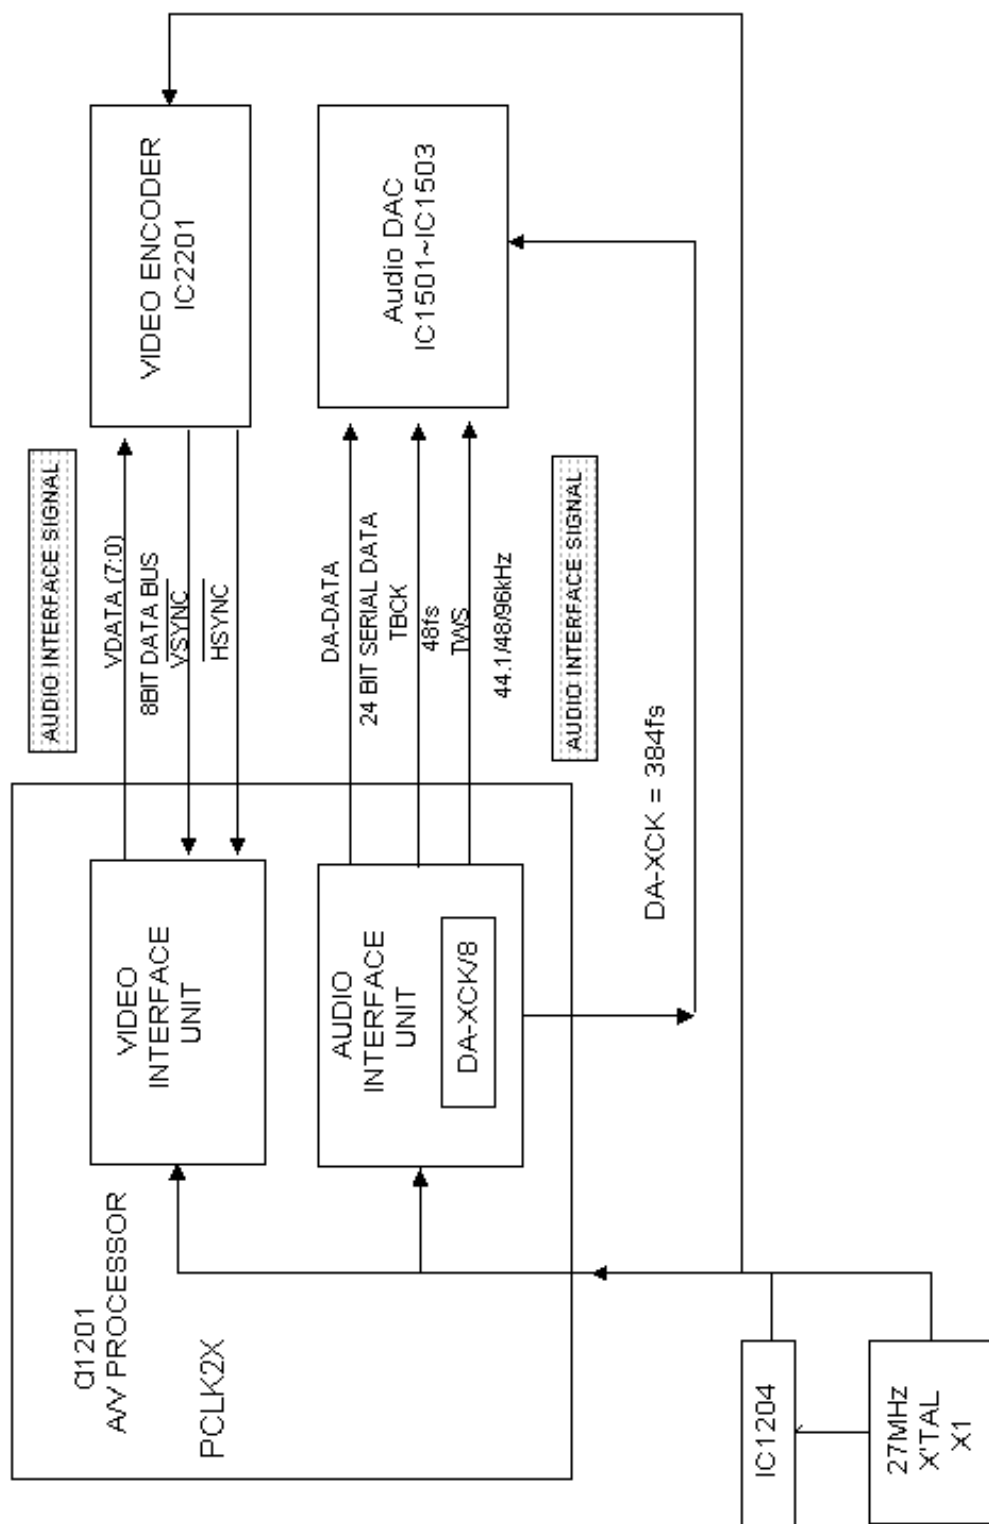 Q1201
A/V PROCESSOR
PCLK2X
VIDEO
INTERFACE
UNIT
AUDIO
INTERFACE
UNIT
DA-XCK/8
AUDIO INTERFACE SIGNAL
VDATA (7:0)
8BIT DATA BUS
VSYNC
HSYNC
DA-DATA
24 BIT SERIAL DATA
TBCK
48fs
TWS
44.1/48/96kHz
AUDIO INTERFACE SIGNAL
DA-XCK = 384fs
VIDEO ENCODER
IC2201
Audio DAC
IC1501~IC1503
IC1204
27MHz
X'TAL
X1